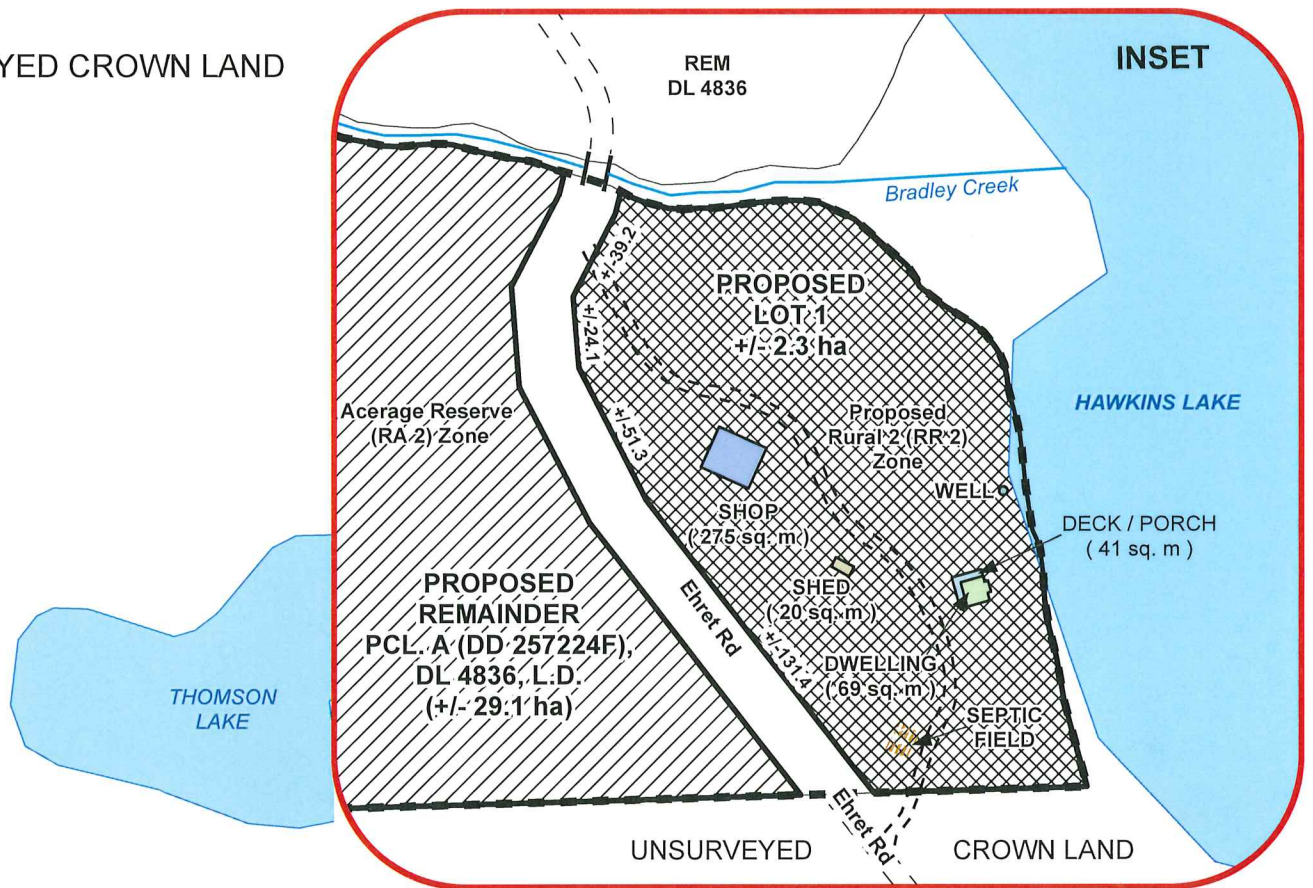 YED CROWN LAND
REM
DL 4836
INSET
Bradley Creek
+/-39.2
PROPOSED
LOT 1
+/- 2.3 ha
+/-24.1
HAWKINS LAKE
Acerage Reserve
(RA 2) Zone
+/-51.3
Proposed
Rural 2 (RR 2)
Zone
WELL
SHOP
( 275 sq. m )
DECK / PORCH
( 41 sq. m )
SHED
( 20 sq. m )
PROPOSED
REMAINDER
PCL. A (DD 257224F),
DL 4836, L.D.
(+/- 29.1 ha)
Ehret Rd
+/-131.4
DWELLING
( 69 sq. m )
THOMSON
LAKE
SEPTIC
FIELD
Ehret Rd
UNSURVEYED
CROWN LAND